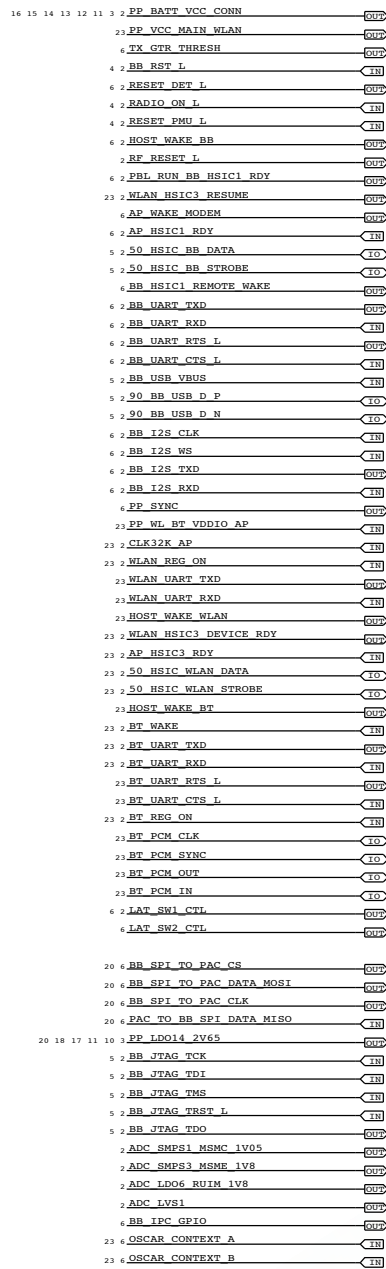 16 15 14 13 12 11 3 2 PP_BATT_VCC_CONN OUT
23 PP_VCC_MAIN_WLAN OUT
6 TX_GTR_THRESH OUT
4 2 BB_RST_L IN
6 2 RESET_DET_L OUT
4 2 RADIO_ON_L IN
4 2 RESET_PMU_L IN
6 2 HOST_WAKE_BB OUT
2 RF_RESET_L OUT
6 2 PBL_RUN_BB_HSIC1_RDY OUT
23 2 WLAN_HSIC3_RESUME OUT
6 AP_WAKE_MODEM OUT
6 2 AP_HSIC1_RDY IN
5 2 50_HSIC_BB_DATA IO
5 2 50_HSIC_BB_STROBE IO
6 BB_HSIC1_REMOTE_WAKE OUT
6 2 BB_UART_TXD OUT
6 2 BB_UART_RXD IN
6 2 BB_UART_RTS_L OUT
6 2 BB_UART_CTS_L IN
5 2 BB_USB_VBUS IN
5 2 90_BB_USB_D_P IO
5 2 90_BB_USB_D_N IO
6 2 BB_I2S_CLK IN
6 2 BB_I2S_WS IN
6 2 BB_I2S_TXD OUT
6 2 BB_I2S_RXD IN
6 PP_SYNC OUT
23 PP_WL_BT_VDDIO_AP IN
23 2 CLK32K_AP IN
23 2 WLAN_REG_ON IN
23 WLAN_UART_TXD OUT
23 WLAN_UART_RXD IN
23 HOST_WAKE_WLAN OUT
23 2 WLAN_HSIC3_DEVICE_RDY OUT
23 2 AP_HSIC3_RDY IN
23 2 50_HSIC_WLAN_DATA IO
23 2 50_HSIC_WLAN_STROBE IO
23 HOST_WAKE_BT OUT
23 2 BT_WAKE IN
23 2 BT_UART_TXD OUT
23 2 BT_UART_RXD IN
23 BT_UART_RTS_L OUT
23 BT_UART_CTS_L IN
23 2 BT_REG_ON IN
23 BT_PCM_CLK IO
23 BT_PCM_SYNC IO
23 BT_PCM_OUT IO
23 BT_PCM_IN IO
6 2 LAT_SW1_CTL OUT
6 LAT_SW2_CTL OUT
20 6 BB_SPI_TO_PAC_CS OUT
20 6 BB_SPI_TO_PAC_DATA_MOSI OUT
20 6 BB_SPI_TO_PAC_CLK OUT
20 6 PAC_TO_BB_SPI_DATA_MISO IN
20 18 17 11 10 3 PP_LDO14_2V65 OUT
5 2 BB_JTAG_TCK IN
5 2 BB_JTAG_TDI IN
5 2 BB_JTAG_TMS IN
5 2 BB_JTAG_TRST_L IN
5 2 BB_JTAG_TDO OUT
2 ADC_SMPS1_MSMC_1V05 OUT
2 ADC_SMPS3_MSME_1V8 OUT
2 ADC_LDO6_RUIM_1V8 OUT
2 ADC_LVS1 OUT
6 BB_IPC_GPIO OUT
23 6 OSCAR_CONTEXT_A IN
23 6 OSCAR_CONTEXT_B IN